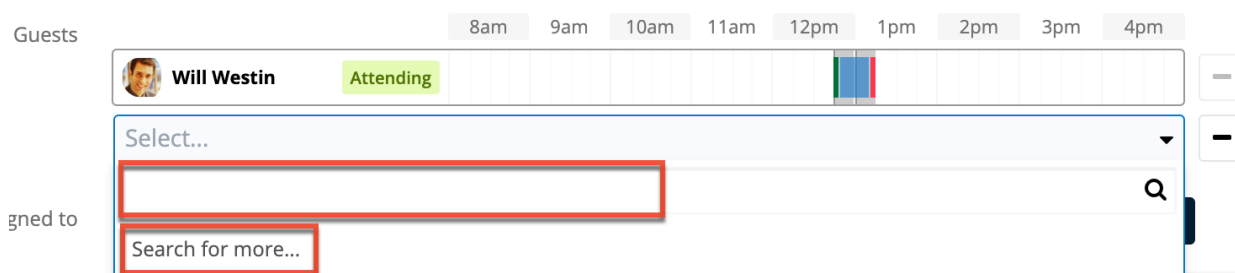 Guests
8am 9am 10am 11am 12pm 1pm 2pm 3pm 4pm
Will Westin Attending
Select...
gned to
Search for more...